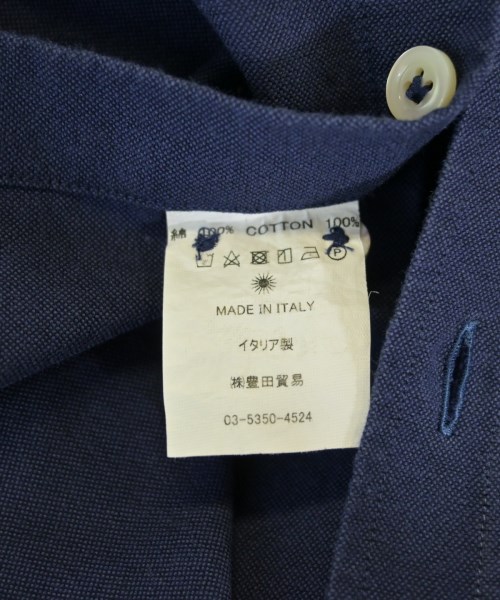 綿 100% COTTON 100%
P
MADE IN ITALY
イタリア製
㈱豊田貿易
03-5350-4524